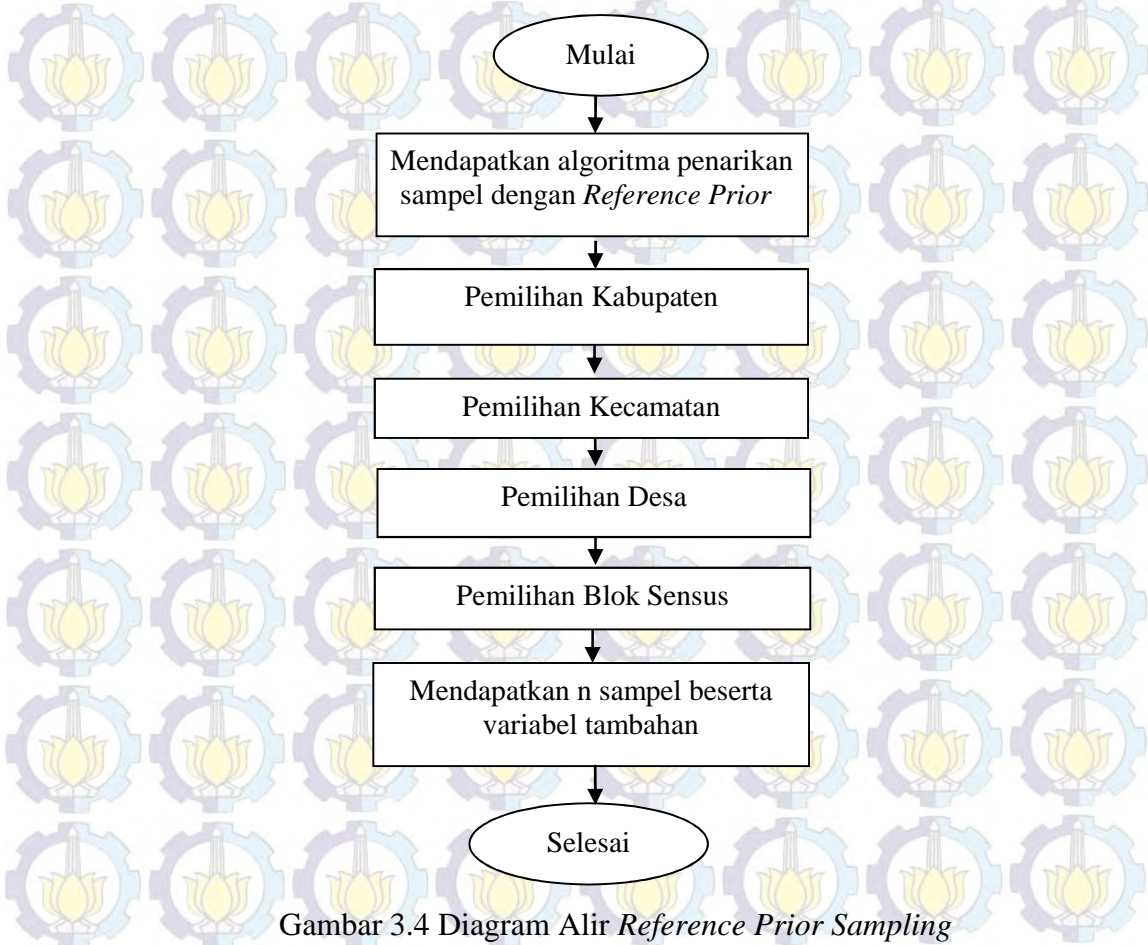 Mulai
Mendapatkan algoritma penarikan
sampel dengan Reference Prior
Pemilihan Kabupaten
Pemilihan Kecamatan
Pemilihan Desa
Pemilihan Blok Sensus
Mendapatkan n sampel beserta
variabel tambahan
Selesai
Gambar 3.4 Diagram Alir Reference Prior Sampling